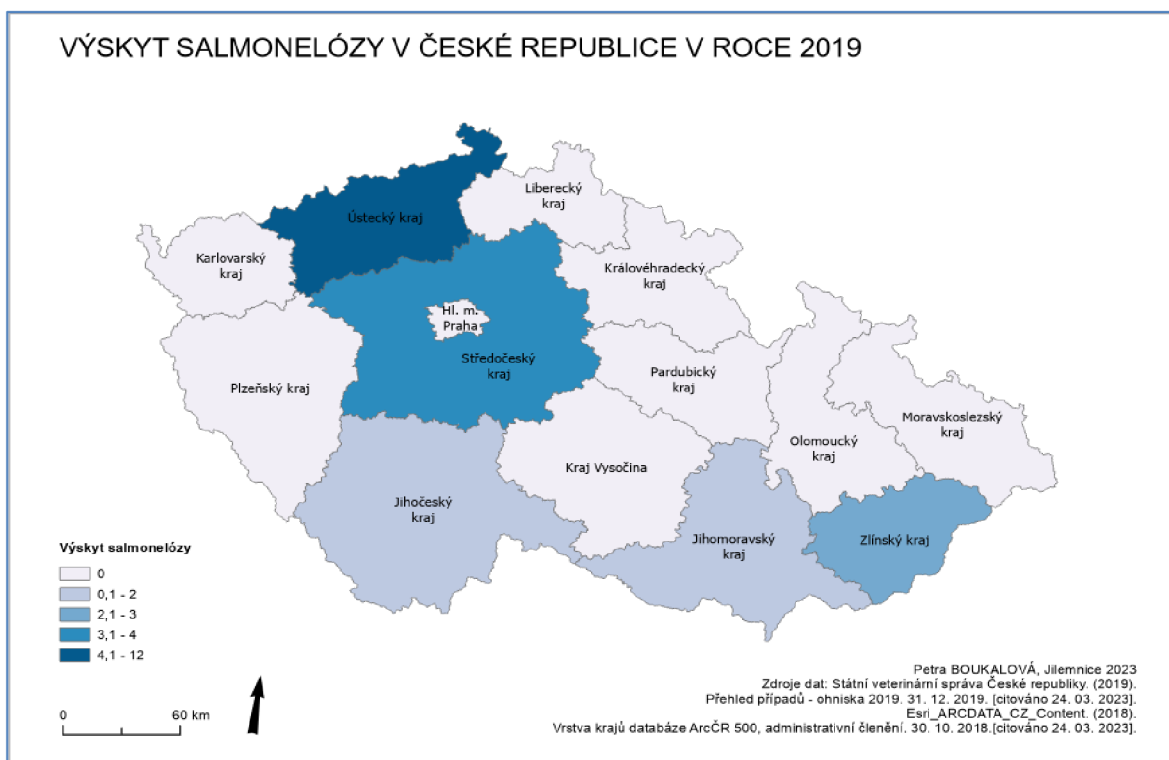 VÝSKYT SALMONELÓZY V ČESKÉ REPUBLICE V ROCE 2019
Liberecký
kraj
Ústecký kraj
Karlovarský
kraj
Královéhradecký
kraj
Hl. m.
Praha
Středočeský
kraj
Plzeňský kraj
Pardubický
kraj
Moravskoslezský
kraj
Olomoucký
kraj
Kraj Vysočina
Jihočeský
kraj
Jihomoravský
kraj
Zlínský kraj
Výskyt salmonelózy
0
0,1 - 2
2,1 - 3
3,1 - 4
4,1 - 12
0 60 km
Petra BOUKALOVÁ, Jilemnice 2023
Zdroje dat: Státní veterinární správa České republiky. (2019).
Přehled případů - ohniska 2019. 31. 12. 2019. [citováno 24. 03. 2023].
Esri_ARCDATA_CZ_Content. (2018).
Vrstva krajů databáze ArcČR 500, administrativní členění. 30. 10. 2018.[citováno 24. 03. 2023].